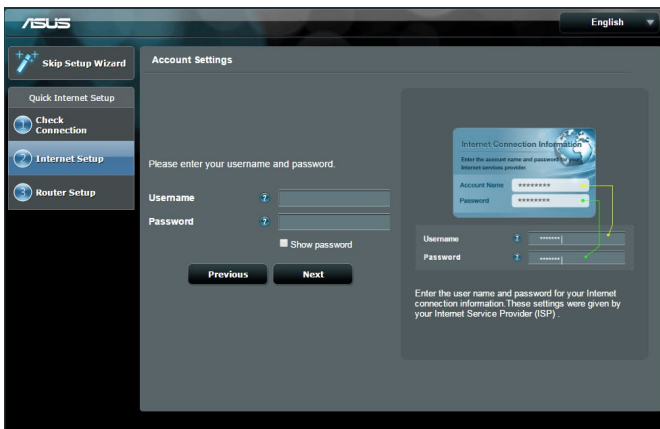 ASUS
English
Skip Setup Wizard
Account Settings
Quick Internet Setup
1 Check
Connection
2 Internet Setup
3 Router Setup
Please enter your username and password.
Username ?
Password ?
Show password
Previous Next
Internet Connection Information
Enter the account name and password for your
Internet services provider.
Account Name ********
Password ********
Username ? *******|
Password ? *******|
Enter the user name and password for your Internet
connection information.These settings were given by
your Internet Service Provider (ISP) .